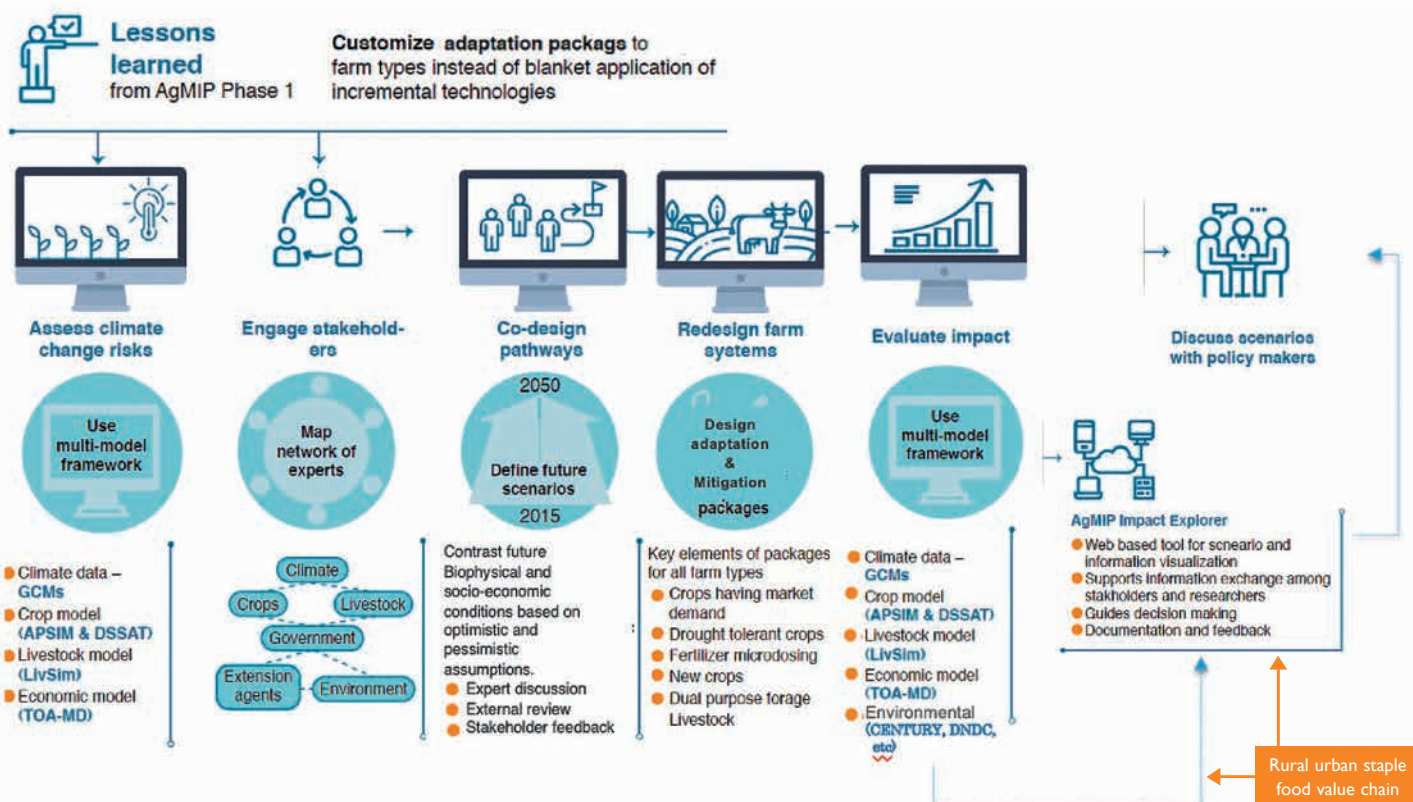 Lessons
learned
from AgMIP Phase 1
Customize adaptation packags to
farm types instead of blanket application of
incremental technologies
Assess climate
change risks
Engage stakehold-
ers
Co-design
pathways
Redesign farm
systems
Evaluate impact
Discuss scenarios
with policy makers
Use
multi-model
framework
Map
network of
experts
2050
Define future
scenarios
2015
Design
adaptation
&
Mitigation
packages
Use
multi-model
framework
Climate data –
GCMs
Crop model
(APSIM & DSSAT)
Livestock model
(LivSim)
Economic model
(TOA-MD)
Climate
Crops
Livestock
Government
Extension
agents
Environment
Contrast future
Biophysical and
socio-economic
conditions based on
optimistic and
pessimistic
assumptions.
Expert discussion
External review
Stakeholder feedback
Key elements of packages
for all farm types
Crops having market
demand
Drought tolerant crops
Fertilizer microdosing
New crops
Dual purpose forage
Livestock
Climate data –
GCMs
Crop model
(APSIM & DSSAT)
Livestock model
(LivSim)
Economic model
(TOA-MD)
Environmental
(CENTURY, DNDC,
etc)
AgMIP Impact Explorer
Web based tool for scneario and
information visualization
Supports information exchange among
stakholders and researchers
Guides decision making
Documentation and feedback
Rural urban staple
food value chain